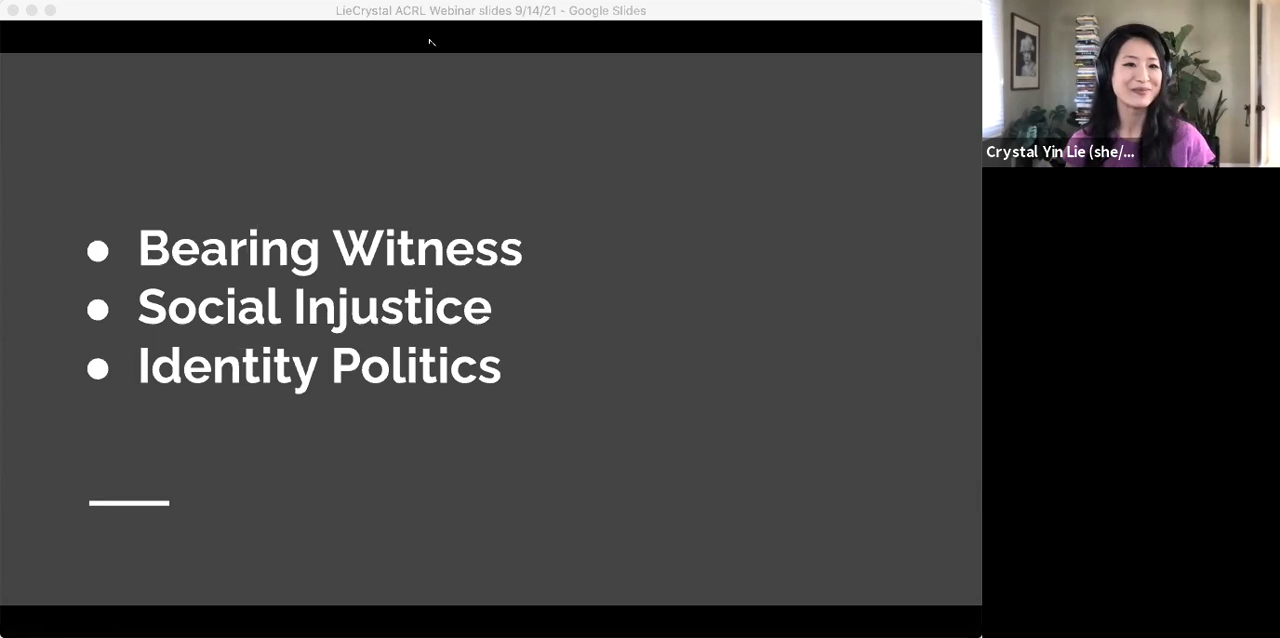 LieCrystal ACRL Webinar slides 9/14/21 - Google Slides
● Bearing Witness
● Social Injustice
● Identity Politics
Crystal Yin Lie (she/...